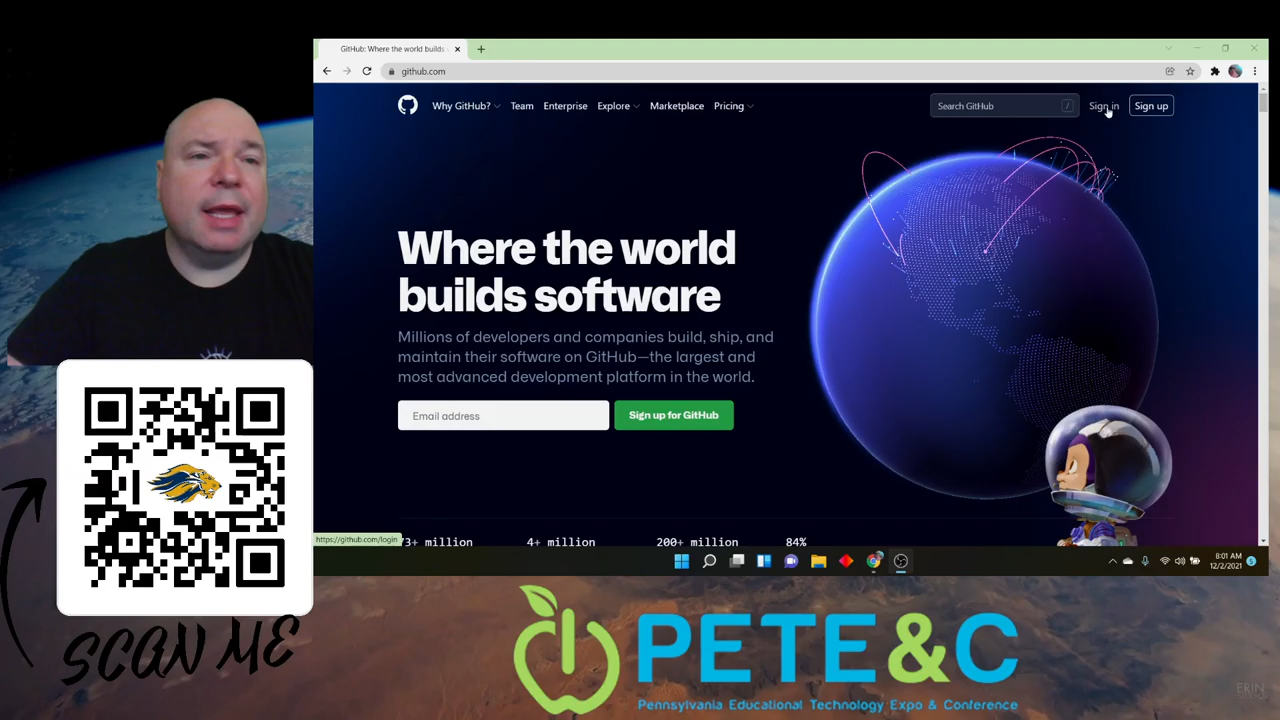 GitHub: Where the world builds
github.com
Why GitHub?
Team
Enterprise
Explore
Marketplace
Pricing
Search GitHub
/
Sign in
Sign up
Where the world
builds software
Millions of developers and companies build, ship, and
maintain their software on GitHub—the largest and
most advanced development platform in the world.
Email address
Sign up for GitHub
https://github.com/login
73+ million
4+ million
200+ million
84%
8:01 AM
12/2/2021
SCAN ME
PETE&C
Pennsylvania Educational Technology Expo & Conference
ERIN